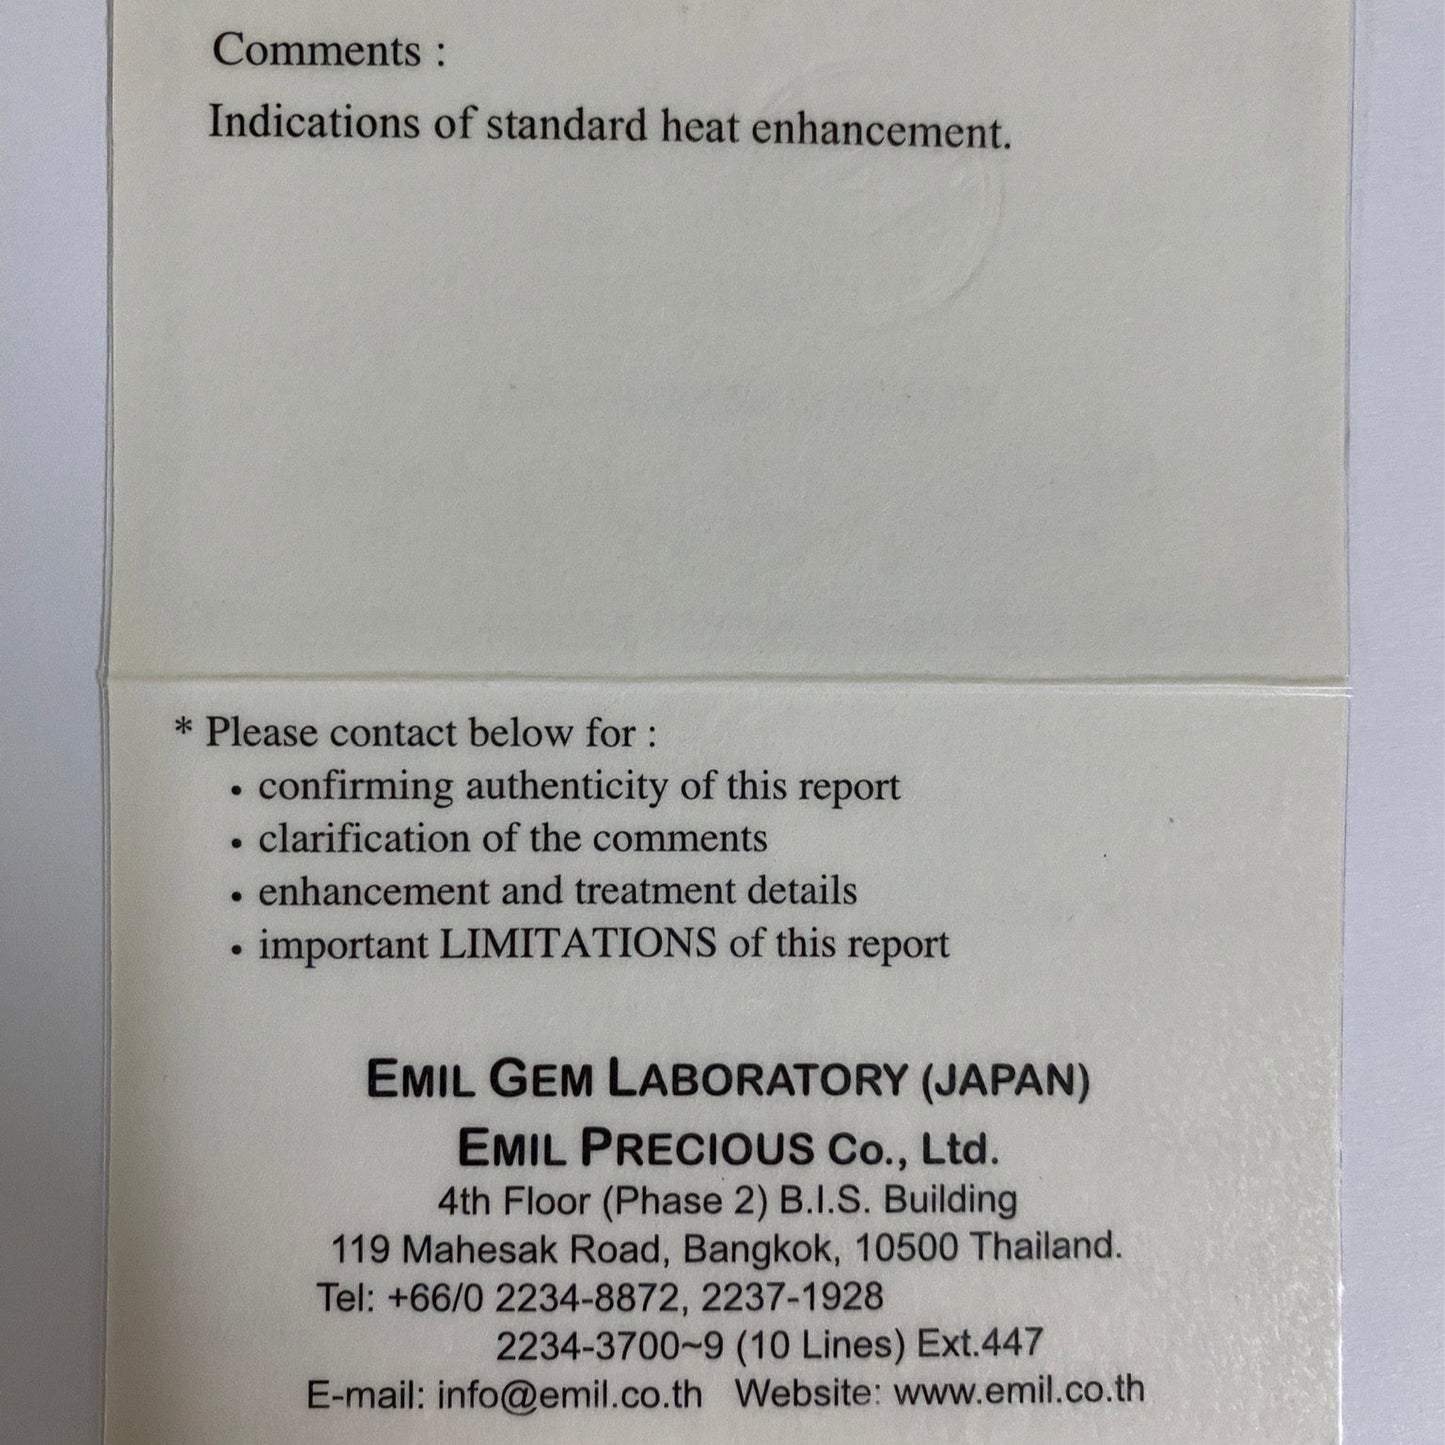 Comments :
Indications of standard heat enhancement.
* Please contact below for :
• confirming authenticity of this report
• clarification of the comments
• enhancement and treatment details
• important LIMITATIONS of this report
EMIL GEM LABORATORY (JAPAN)
EMIL PRECIOUS Co., Ltd.
4th Floor (Phase 2) B.I.S. Building
119 Mahesak Road, Bangkok, 10500 Thailand.
Tel: +66/0 2234-8872, 2237-1928
2234-3700~9 (10 Lines) Ext.447
E-mail: info@emil.co.th Website: www.emil.co.th